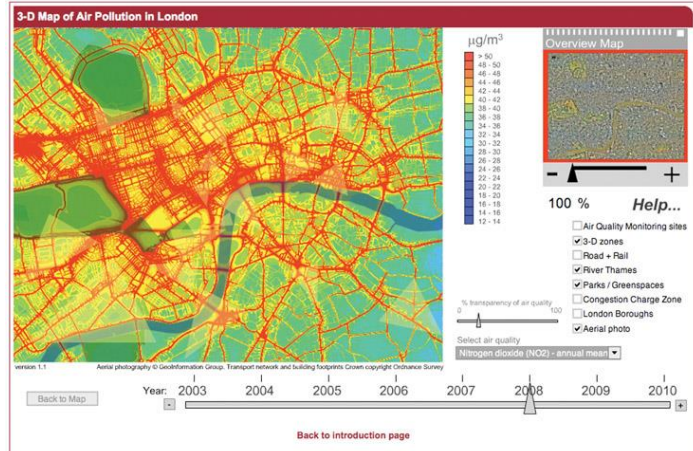 3-D Map of Air Pollution in London
µg/m³
> 50
48 - 50
46 - 48
44 - 46
42 - 44
40 - 42
38 - 40
36 - 38
34 - 36
32 - 34
30 - 32
28 - 30
26 - 28
24 - 26
22 - 24
20 - 22
18 - 20
16 - 18
14 - 16
12 - 14
Overview Map
- +
100 % Help...
Air Quality Monitoring sites
3-D zones
Road + Rail
River Thames
Parks / Greenspaces
Congestion Charge Zone
London Boroughs
Aerial photo
% transparency of air quality
0 100
Select air quality
Nitrogen dioxide (NO2) - annual mean
version 1.1 Aerial photography © GeoInformation Group. Transport network and building footprints Crown copyright Ordnance Survey
Back to Map
Year: 2003 2004 2005 2006 2007 2008 2009 2010
- +
Back to introduction page